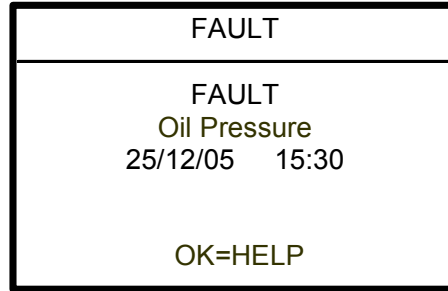 FAULT
FAULT
Oil Pressure
25/12/05 15:30
OK=HELP